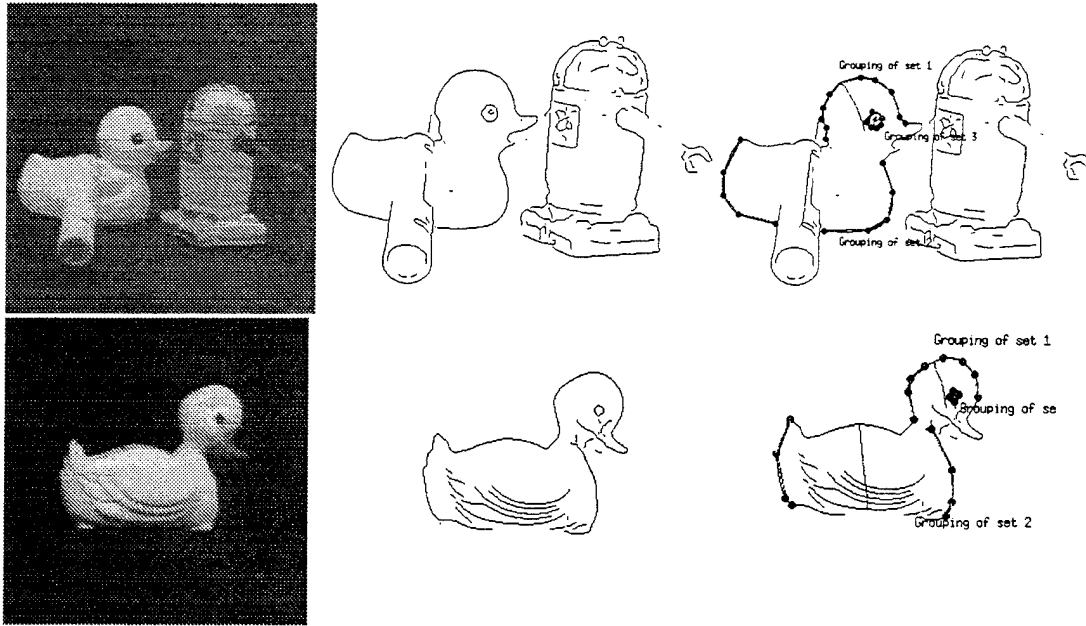 Grouping of set 1
Grouping of set 3
Grouping of set
Grouping of set 1
Grouping of se
Grouping of set 2